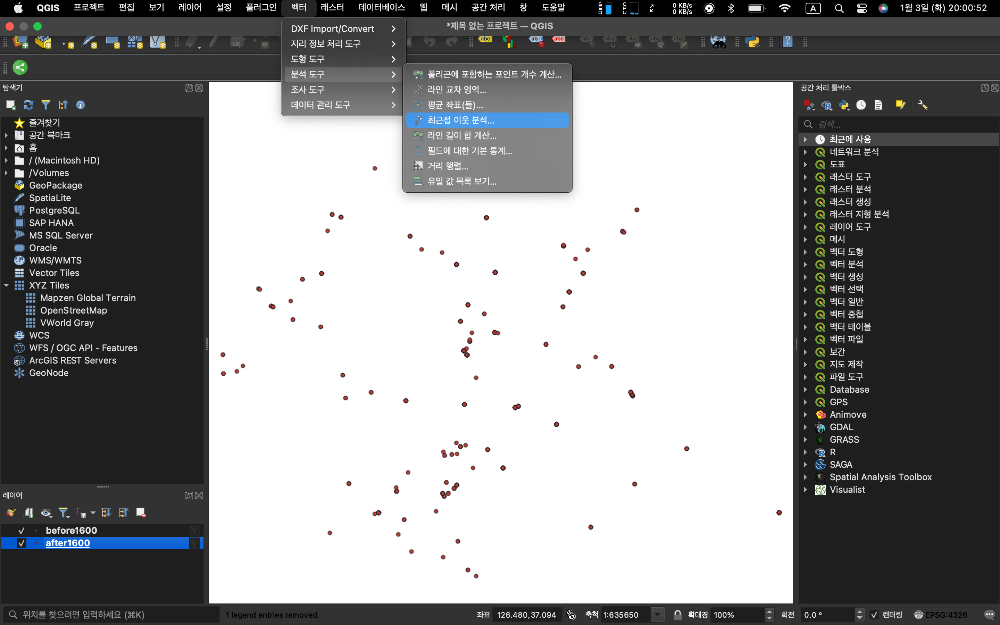 QGIS 프로젝트 편집 보기 레이어 설정 플러그인 벡터 래스터 데이터베이스 웹 메시 공간 처리 창 도움말 SSD CPU 0 KB/s 0 KB/s A 1월 3일 (화) 20:00:52
*제목 없는 프로젝트 — QGIS
DXF Import/Convert
지리 정보 처리 도구
도형 도구
분석 도구
조사 도구
데이터 관리 도구
폴리곤에 포함하는 포인트 개수 계산...
라인 교차 영역...
평균 좌표(들)...
최근접 이웃 분석...
라인 길이 합 계산...
필드에 대한 기본 통계...
거리 행렬...
유일 값 목록 보기...
탐색기
즐겨찾기
공간 북마크
홈
/ (Macintosh HD)
/Volumes
GeoPackage
SpatiaLite
PostgreSQL
SAP HANA
MS SQL Server
Oracle
WMS/WMTS
Vector Tiles
XYZ Tiles
Mapzen Global Terrain
OpenStreetMap
VWorld Gray
WCS
WFS / OGC API - Features
ArcGIS REST Servers
GeoNode
레이어
before1600
after1600
공간 처리 툴박스
검색...
최근에 사용
네트워크 분석
도표
래스터 도구
래스터 분석
래스터 생성
래스터 지형 분석
레이어 도구
메시
벡터 도형
벡터 분석
벡터 생성
벡터 선택
벡터 일반
벡터 중첩
벡터 테이블
벡터 파일
보간
지도 제작
파일 도구
Database
GPS
Animove
GDAL
GRASS
R
SAGA
Spatial Analysis Toolbox
Visualist
위치를 찾으려면 입력하세요 (⌘K) 1 legend entries removed. 좌표 126.480,37.094 축척 1:635650 확대경 100% 회전 0.0 ° 렌더링 EPSG:4326